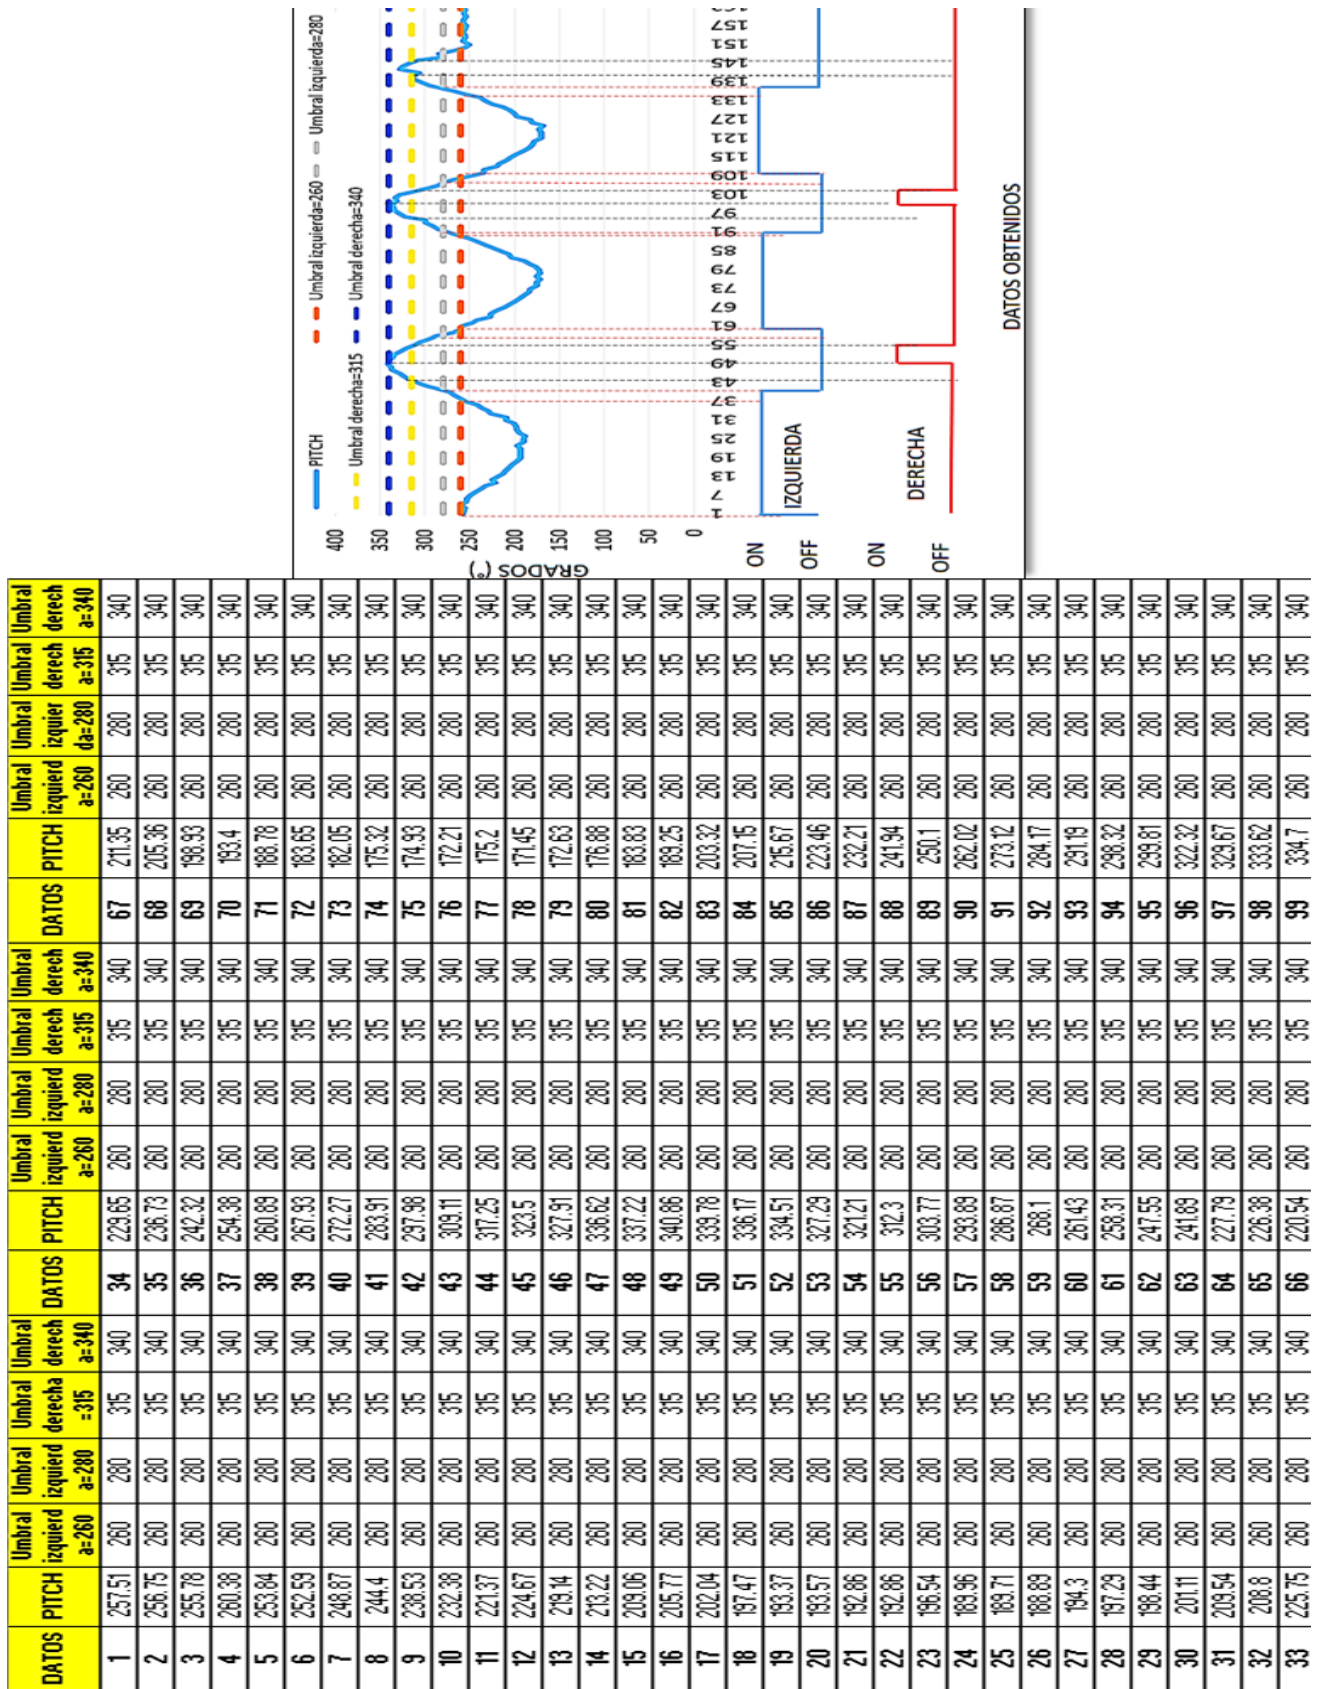 Umbral Umbral Umbral Umbral Umbral Umbral Umbral Umbral Umbral Umbral Umbral Umbral
DATOS PITCH izquierd izquierd derecha derech DATOS PITCH izquierd izquierd derech derech DATOS PITCH izquierd izquier derech derech
a=260 a=280 =315 a=340 a=260 a=280 a=315 a=340 a=260 da=280 a=315 a=340
1 257.51 260 280 315 340 34 229.65 260 280 315 340 67 211.35 260 280 315 340
2 256.75 260 280 315 340 35 236.73 260 280 315 340 68 205.36 260 280 315 340
3 255.78 260 280 315 340 36 242.32 260 280 315 340 69 198.93 260 280 315 340
4 260.38 260 280 315 340 37 254.38 260 280 315 340 70 193.4 260 280 315 340
5 253.84 260 280 315 340 38 260.89 260 280 315 340 71 188.78 260 280 315 340
6 252.59 260 280 315 340 39 267.93 260 280 315 340 72 183.65 260 280 315 340
7 248.87 260 280 315 340 40 272.27 260 280 315 340 73 182.05 260 280 315 340
8 244.4 260 280 315 340 41 283.91 260 280 315 340 74 175.32 260 280 315 340
9 238.53 260 280 315 340 42 297.98 260 280 315 340 75 174.93 260 280 315 340
10 232.38 260 280 315 340 43 309.11 260 280 315 340 76 172.21 260 280 315 340
11 221.37 260 280 315 340 44 317.25 260 280 315 340 77 175.2 260 280 315 340
12 224.67 260 280 315 340 45 323.5 260 280 315 340 78 171.45 260 280 315 340
13 219.14 260 280 315 340 46 327.91 260 280 315 340 79 172.63 260 280 315 340
14 213.22 260 280 315 340 47 336.62 260 280 315 340 80 176.88 260 280 315 340
15 209.06 260 280 315 340 48 337.22 260 280 315 340 81 183.83 260 280 315 340
16 205.77 260 280 315 340 49 340.86 260 280 315 340 82 189.25 260 280 315 340
17 202.04 260 280 315 340 50 339.78 260 280 315 340 83 203.32 260 280 315 340
18 197.47 260 280 315 340 51 336.17 260 280 315 340 84 207.15 260 280 315 340
19 193.37 260 280 315 340 52 334.51 260 280 315 340 85 215.67 260 280 315 340
20 193.57 260 280 315 340 53 327.29 260 280 315 340 86 223.46 260 280 315 340
21 192.86 260 280 315 340 54 321.21 260 280 315 340 87 232.21 260 280 315 340
22 192.86 260 280 315 340 55 312.3 260 280 315 340 88 241.94 260 280 315 340
23 196.54 260 280 315 340 56 303.77 260 280 315 340 89 250.1 260 280 315 340
24 189.96 260 280 315 340 57 293.89 260 280 315 340 90 262.02 260 280 315 340
25 189.71 260 280 315 340 58 286.87 260 280 315 340 91 273.12 260 280 315 340
26 188.89 260 280 315 340 59 268.1 260 280 315 340 92 284.17 260 280 315 340
27 194.3 260 280 315 340 60 261.43 260 280 315 340 93 291.19 260 280 315 340
28 197.29 260 280 315 340 61 258.31 260 280 315 340 94 298.32 260 280 315 340
29 198.44 260 280 315 340 62 247.55 260 280 315 340 95 299.81 260 280 315 340
30 201.11 260 280 315 340 63 241.89 260 280 315 340 96 322.32 260 280 315 340
31 209.54 260 280 315 340 64 227.79 260 280 315 340 97 329.67 260 280 315 340
32 208.8 260 280 315 340 65 226.38 260 280 315 340 98 333.62 260 280 315 340
33 225.75 260 280 315 340 66 220.54 260 280 315 340 99 334.7 260 280 315 340
PITCH Umbral izquierda=260 Umbral izquierda=280
Umbral derecha=315 Umbral derecha=340
400
350
300
250
200
150
100
50
0
GRADOS (°)
1 7 13 19 25 31 37 43 49 55 61 67 73 79 85 91 97 103 109 115 121 127 133 139 145 151 157
ON
IZQUIERDA
OFF
ON
DERECHA
OFF
DATOS OBTENIDOS